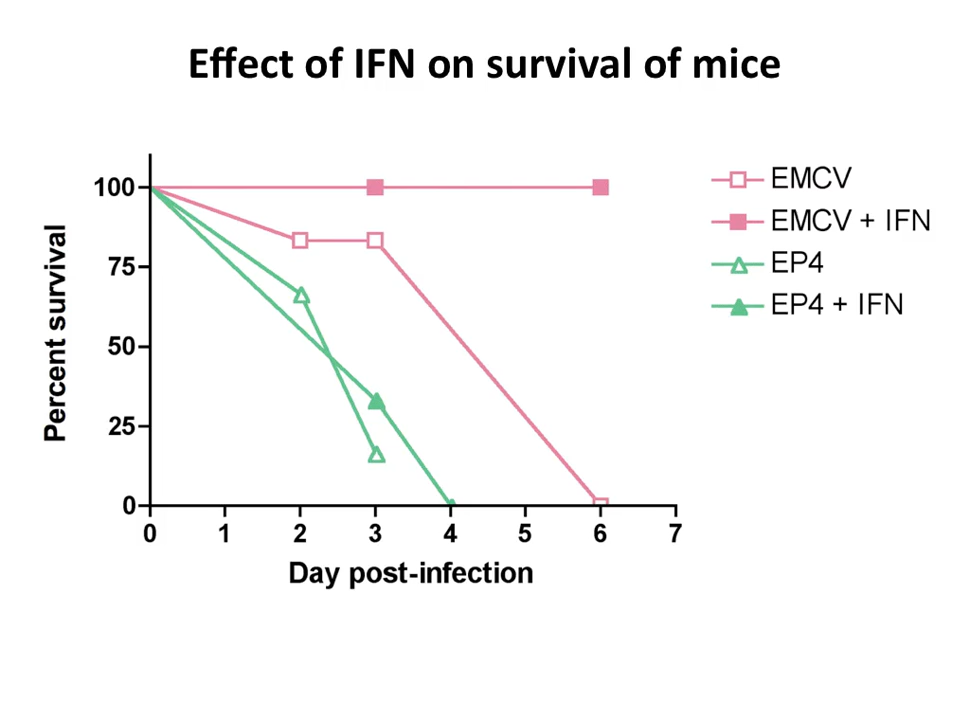 Effect of IFN on survival of mice
Percent survival
100
75
50
25
0
0 1 2 3 4 5 6 7
Day post-infection
EMCV
EMCV + IFN
EP4
EP4 + IFN